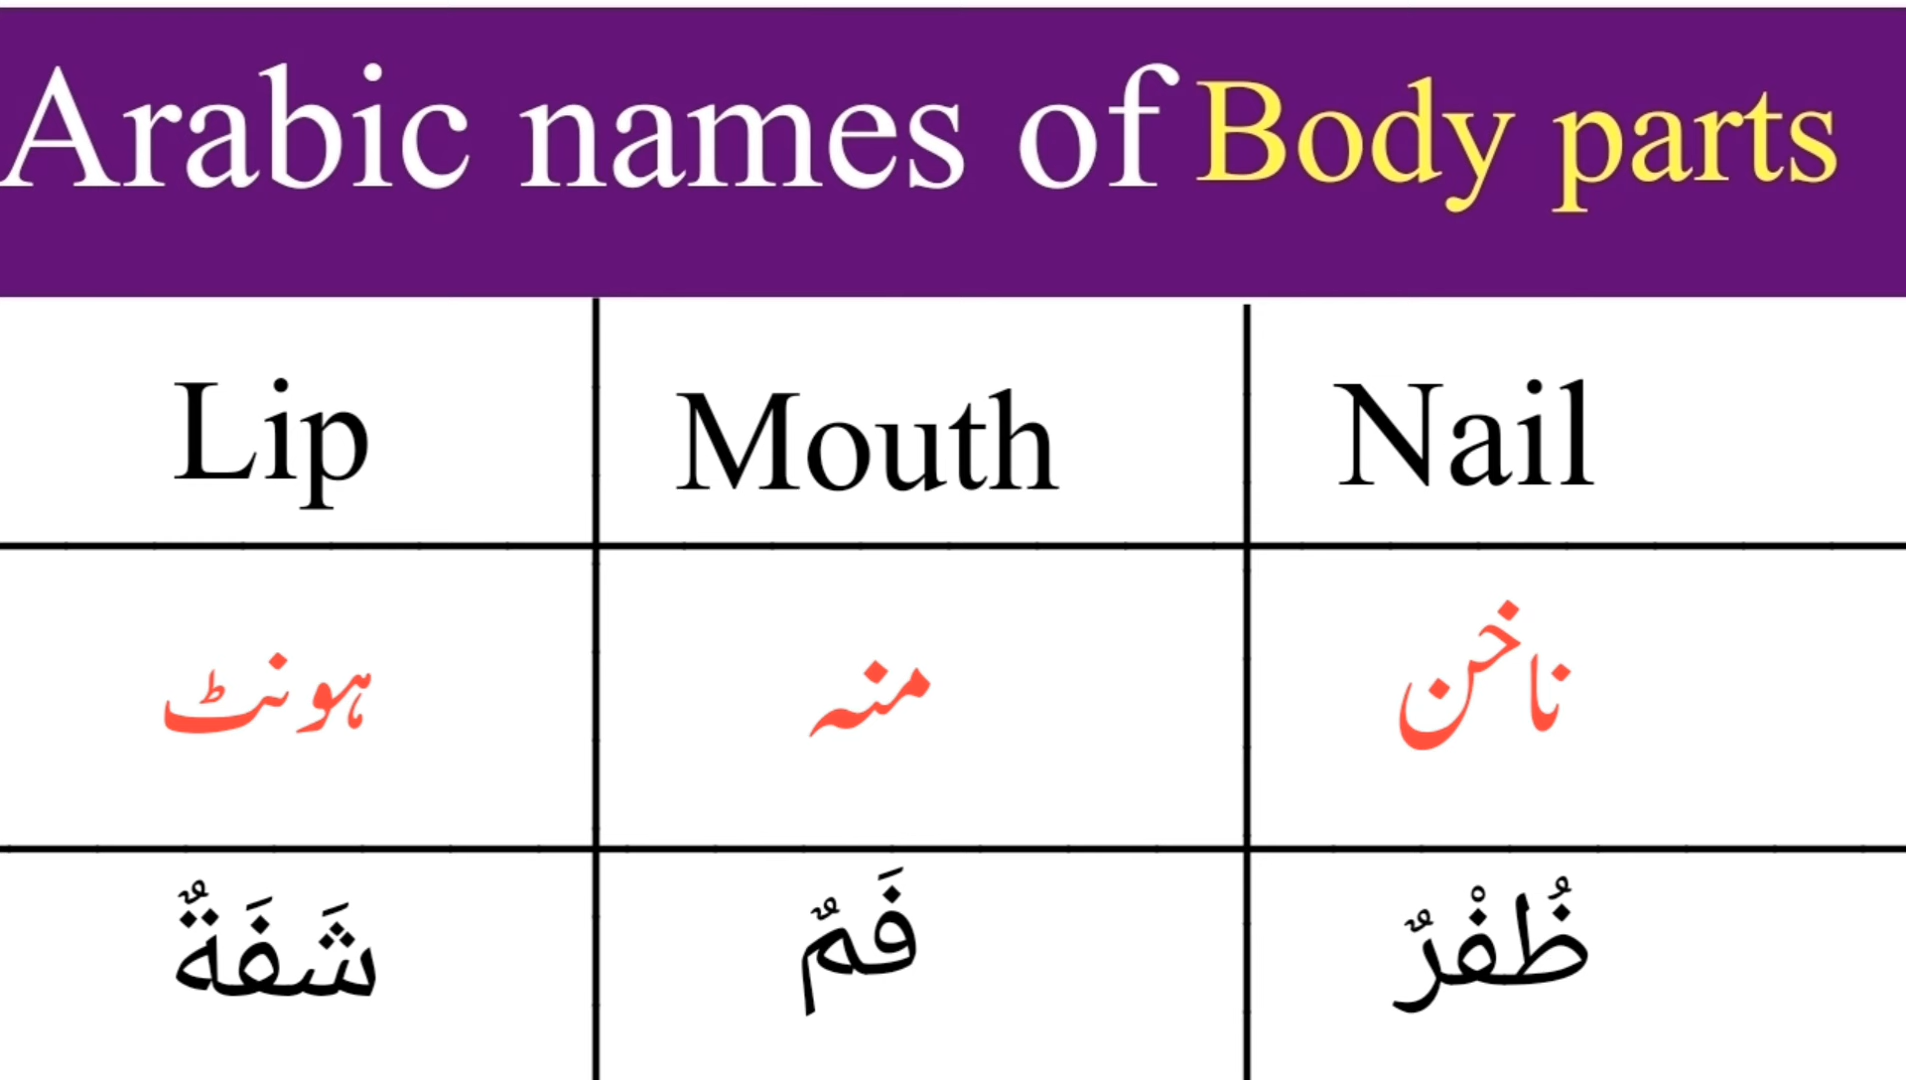 Arabic names of Body parts
Lip Mouth Nail
ہونٹ منہ ناخن
شَفَةٌ فَمٌ ظُفْرٌ